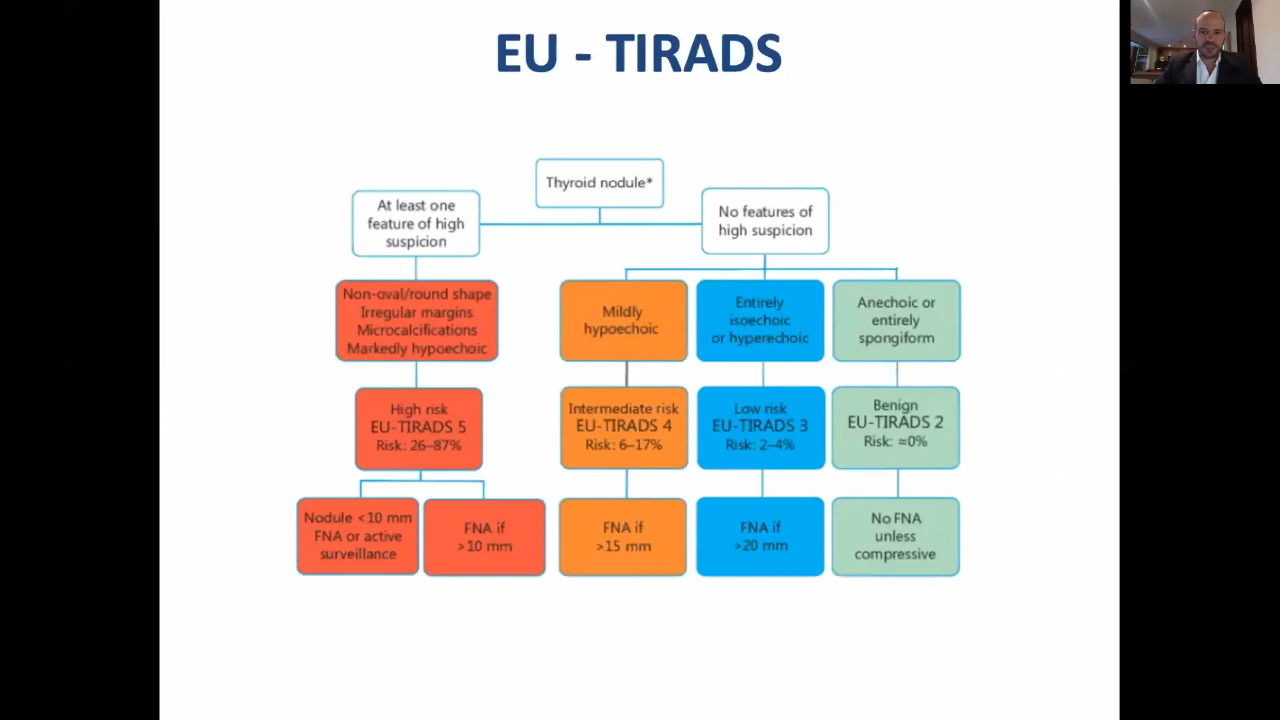 EU - TIRADS
Thyroid nodule*
At least one
feature of high
suspicion
No features of
high suspicion
Non-oval/round shape
Irregular margins
Microcalcifications
Markedly hypoechoic
Mildly
hypoechoic
Entirely
isoechoic
or hyperechoic
Anechoic or
entirely
spongiform
High risk
EU-TIRADS 5
Risk: 26–87%
Intermediate risk
EU-TIRADS 4
Risk: 6–17%
Low risk
EU-TIRADS 3
Risk: 2–4%
Benign
EU-TIRADS 2
Risk: ≈0%
Nodule <10 mm
FNA or active
surveillance
FNA if
>10 mm
FNA if
>15 mm
FNA if
>20 mm
No FNA
unless
compressive